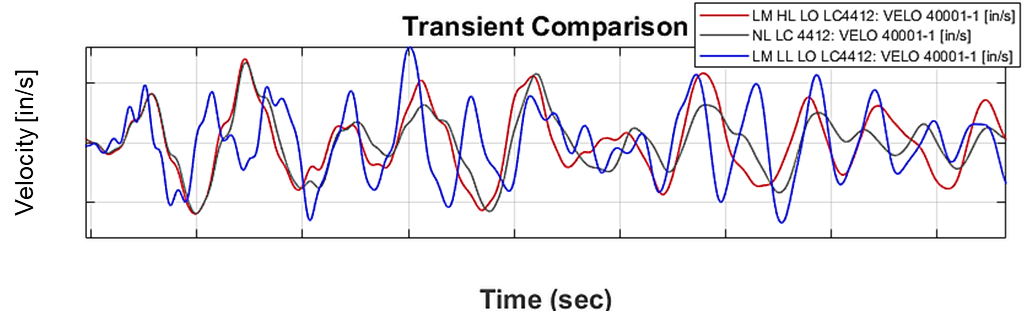 Transient Comparison
LM HL LO LC4412: VELO 40001-1 [in/s]
NL LC 4412: VELO 40001-1 [in/s]
LM LL LO LC4412: VELO 40001-1 [in/s]
Velocity [in/s]
Time (sec)